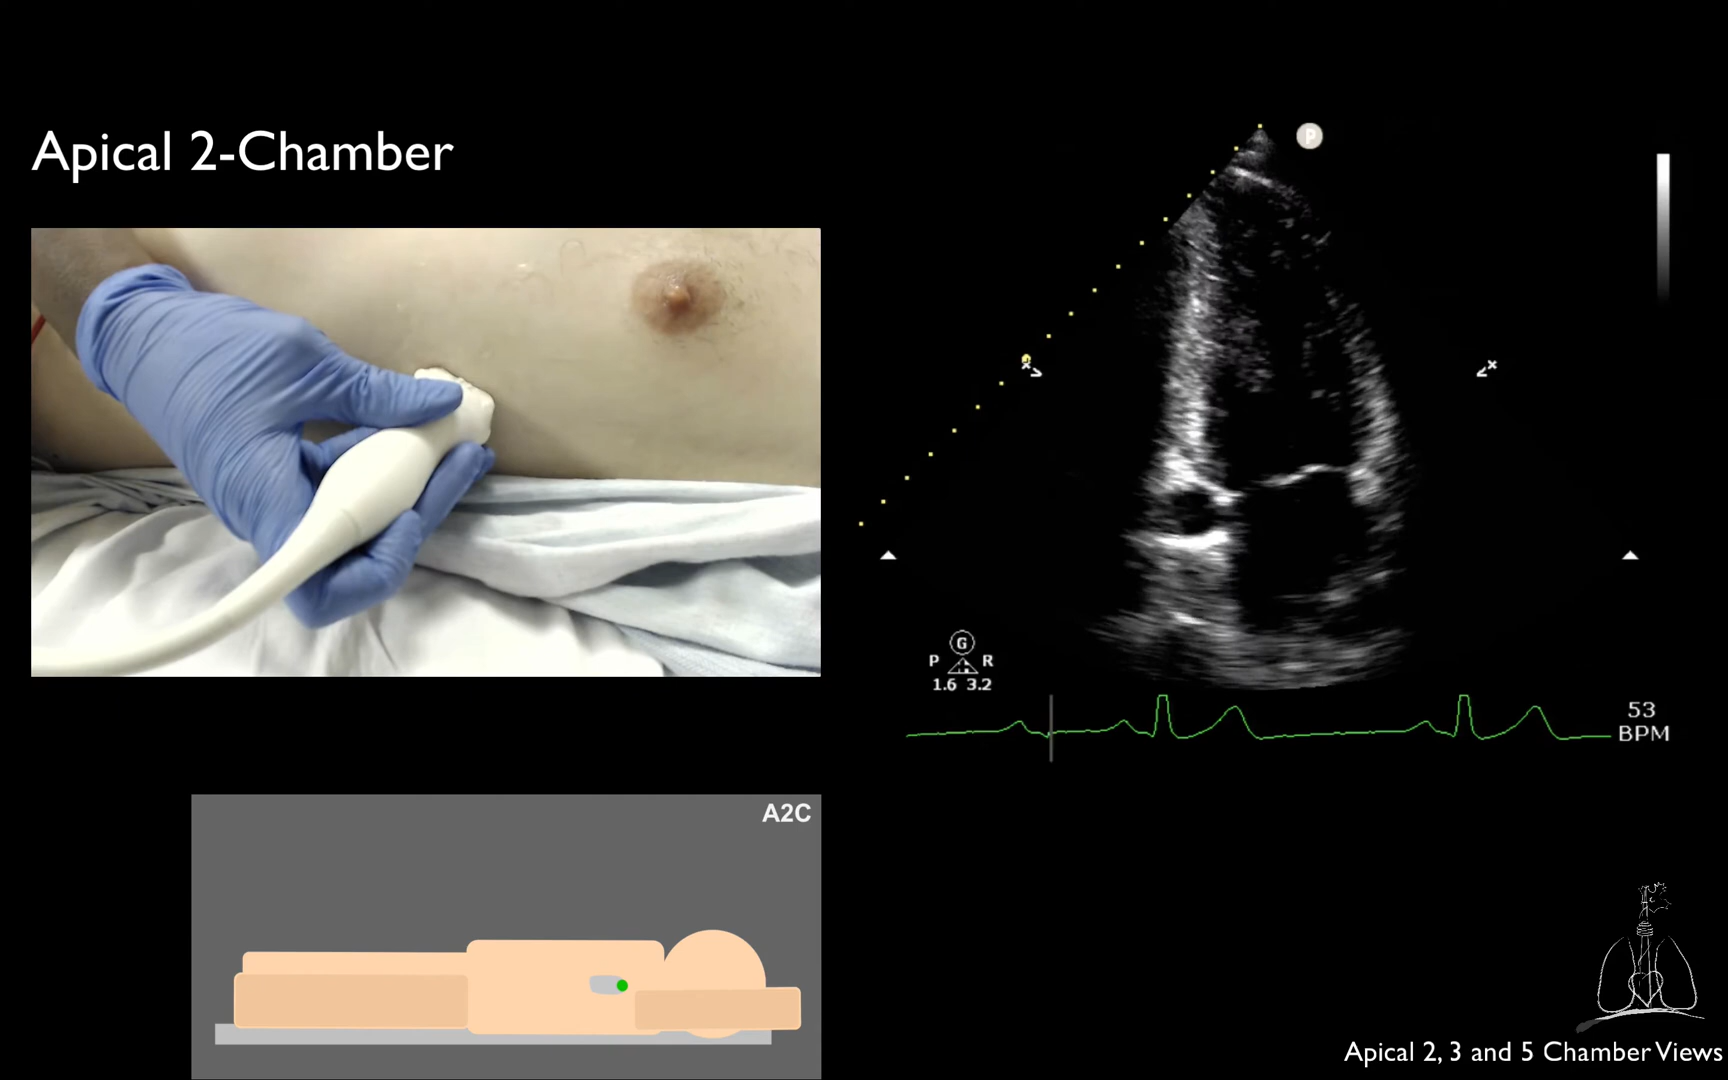 Apical 2-Chamber
P
G
P R
1.6 3.2
53
BPM
A2C
Apical 2, 3 and 5 Chamber Views